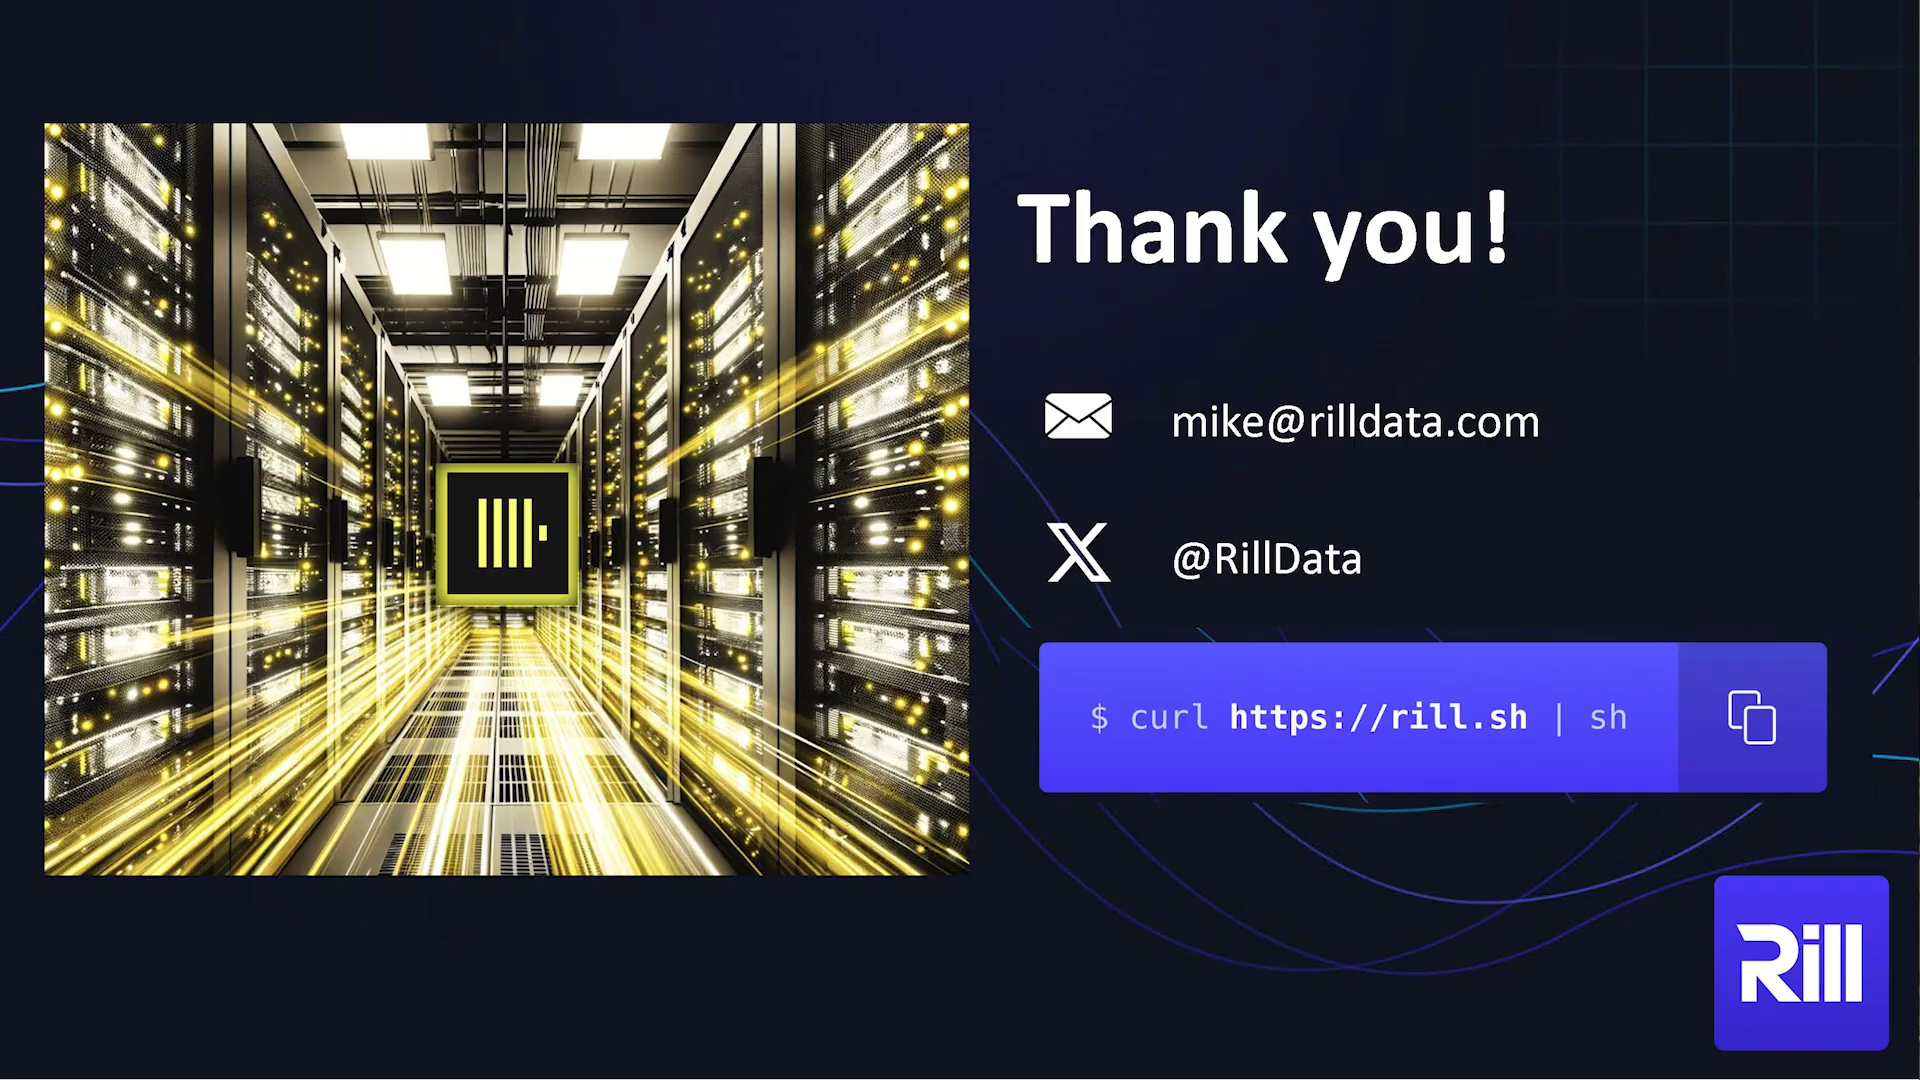 Thank you!
mike@rilldata.com
@RillData
$ curl https://rill.sh | sh
Rill